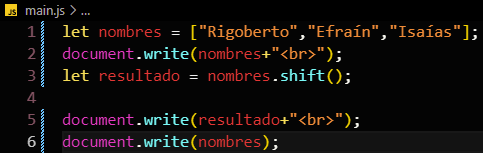 JS main.js > ...
1 let nombres = ["Rigoberto","Efraín","Isaías"];
2 document.write(nombres+"<br>");
3 let resultado = nombres.shift();
4
5 document.write(resultado+"<br>");
6 document.write(nombres);